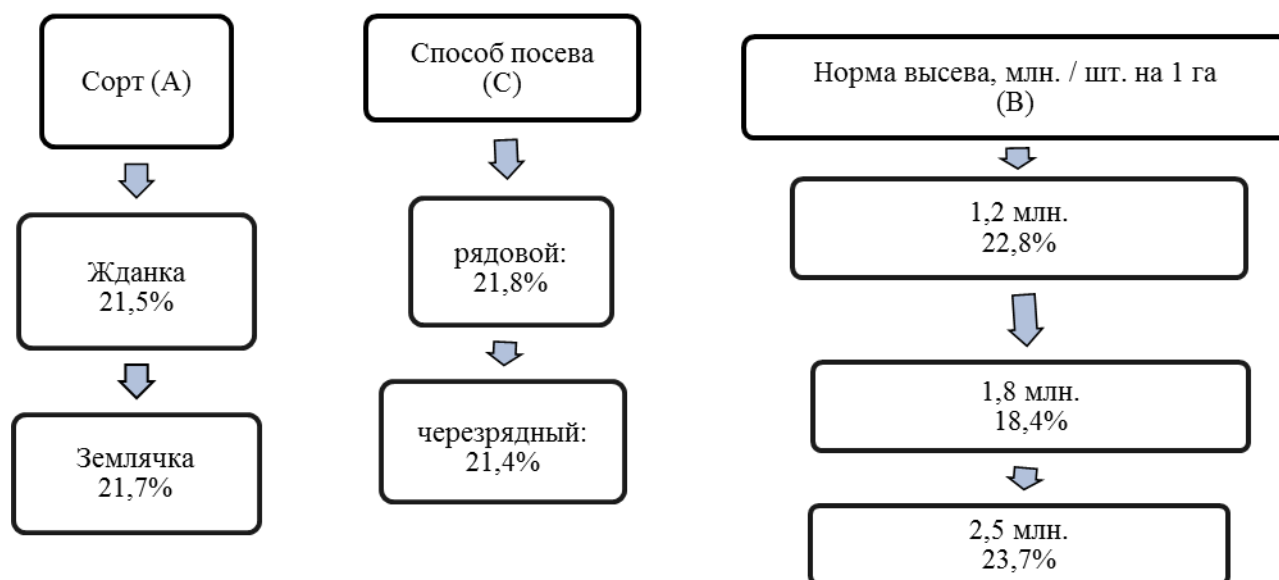 Сорт (А)
Жданка
21,5%
Землячка
21,7%
Способ посева
(С)
рядовой:
21,8%
черезрядный:
21,4%
Норма высева, млн. / шт. на 1 га
(В)
1,2 млн.
22,8%
1,8 млн.
18,4%
2,5 млн.
23,7%